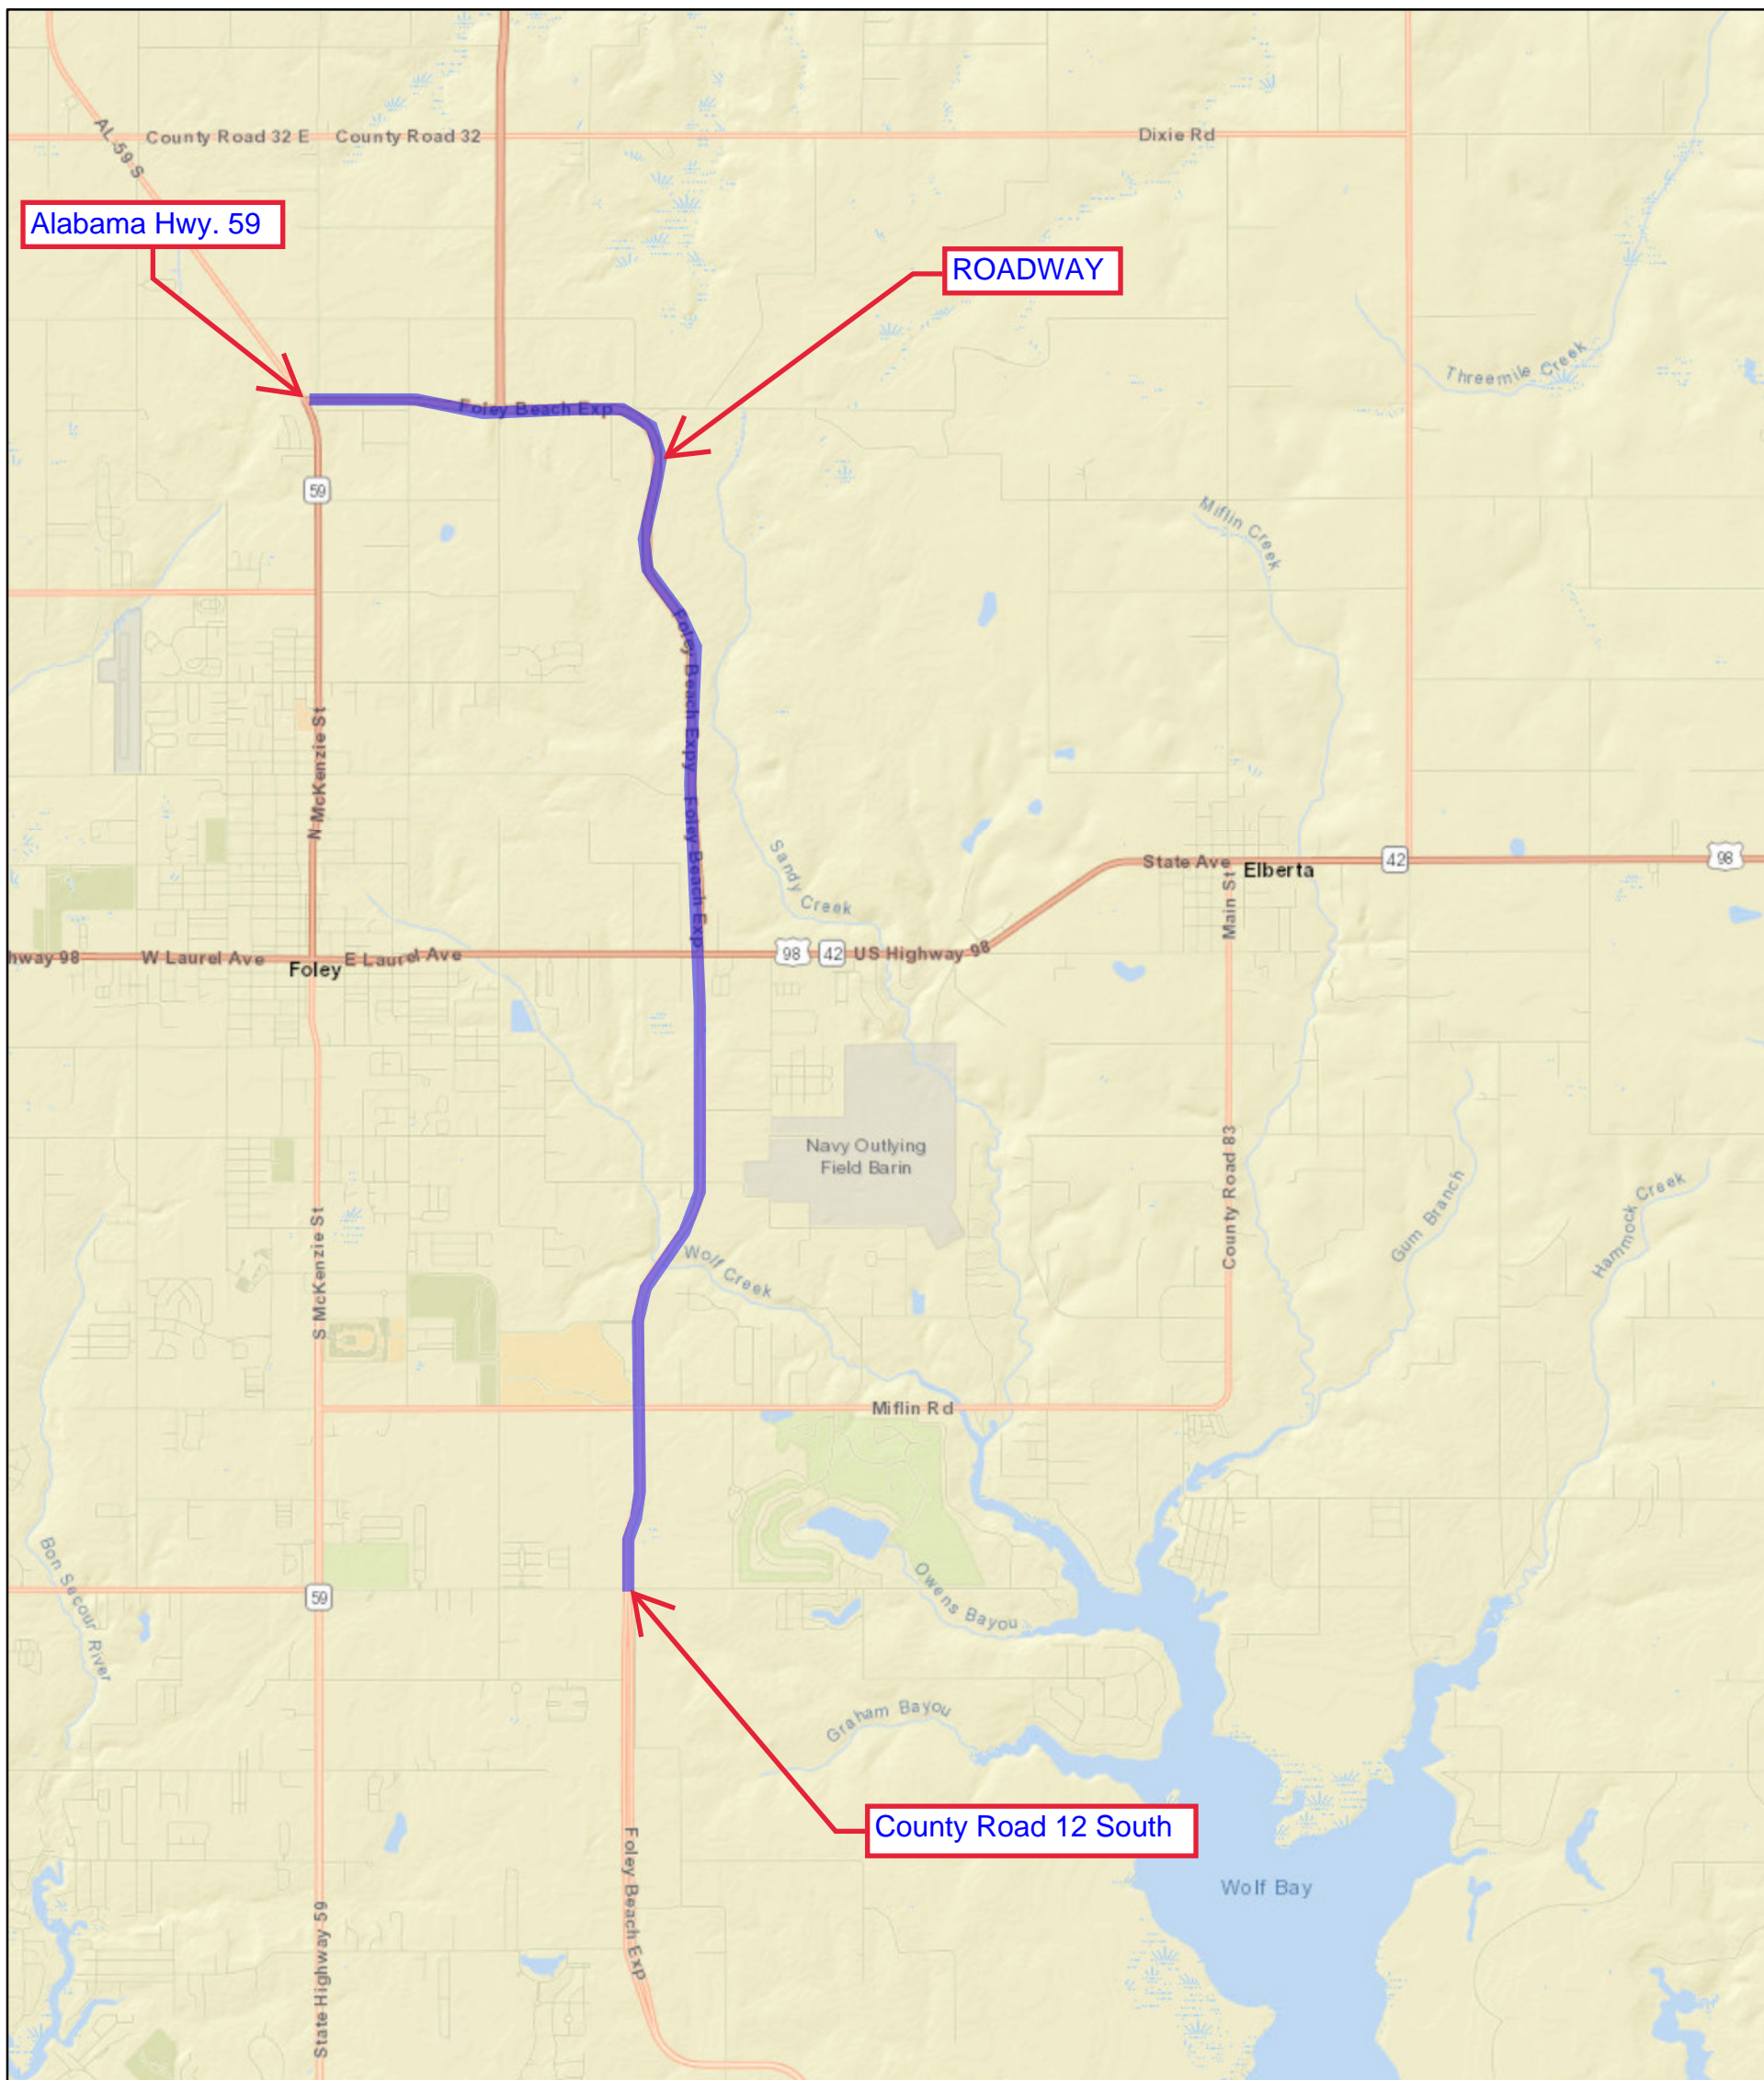 AL-59 S
County Road 32 E
County Road 32
Dixie Rd
Alabama Hwy. 59
ROADWAY
Threemile Creek
Foley Beach Exp
59
Miflin Creek
Foley Beach Expy
N McKenzie St
Foley Beach Exp
Sandy Creek
State Ave
Elberta
42
98
Main St
hway 98
W Laurel Ave
Foley
E Laurel Ave
98
42
US Highway 98
Navy Outlying
Field Barin
County Road 83
Gum Branch
Hammock Creek
S McKenzie St
Wolf Creek
Miflin Rd
Bon Secour River
59
Owens Bayou
Graham Bayou
County Road 12 South
Foley Beach Exp
Wolf Bay
State Highway 59